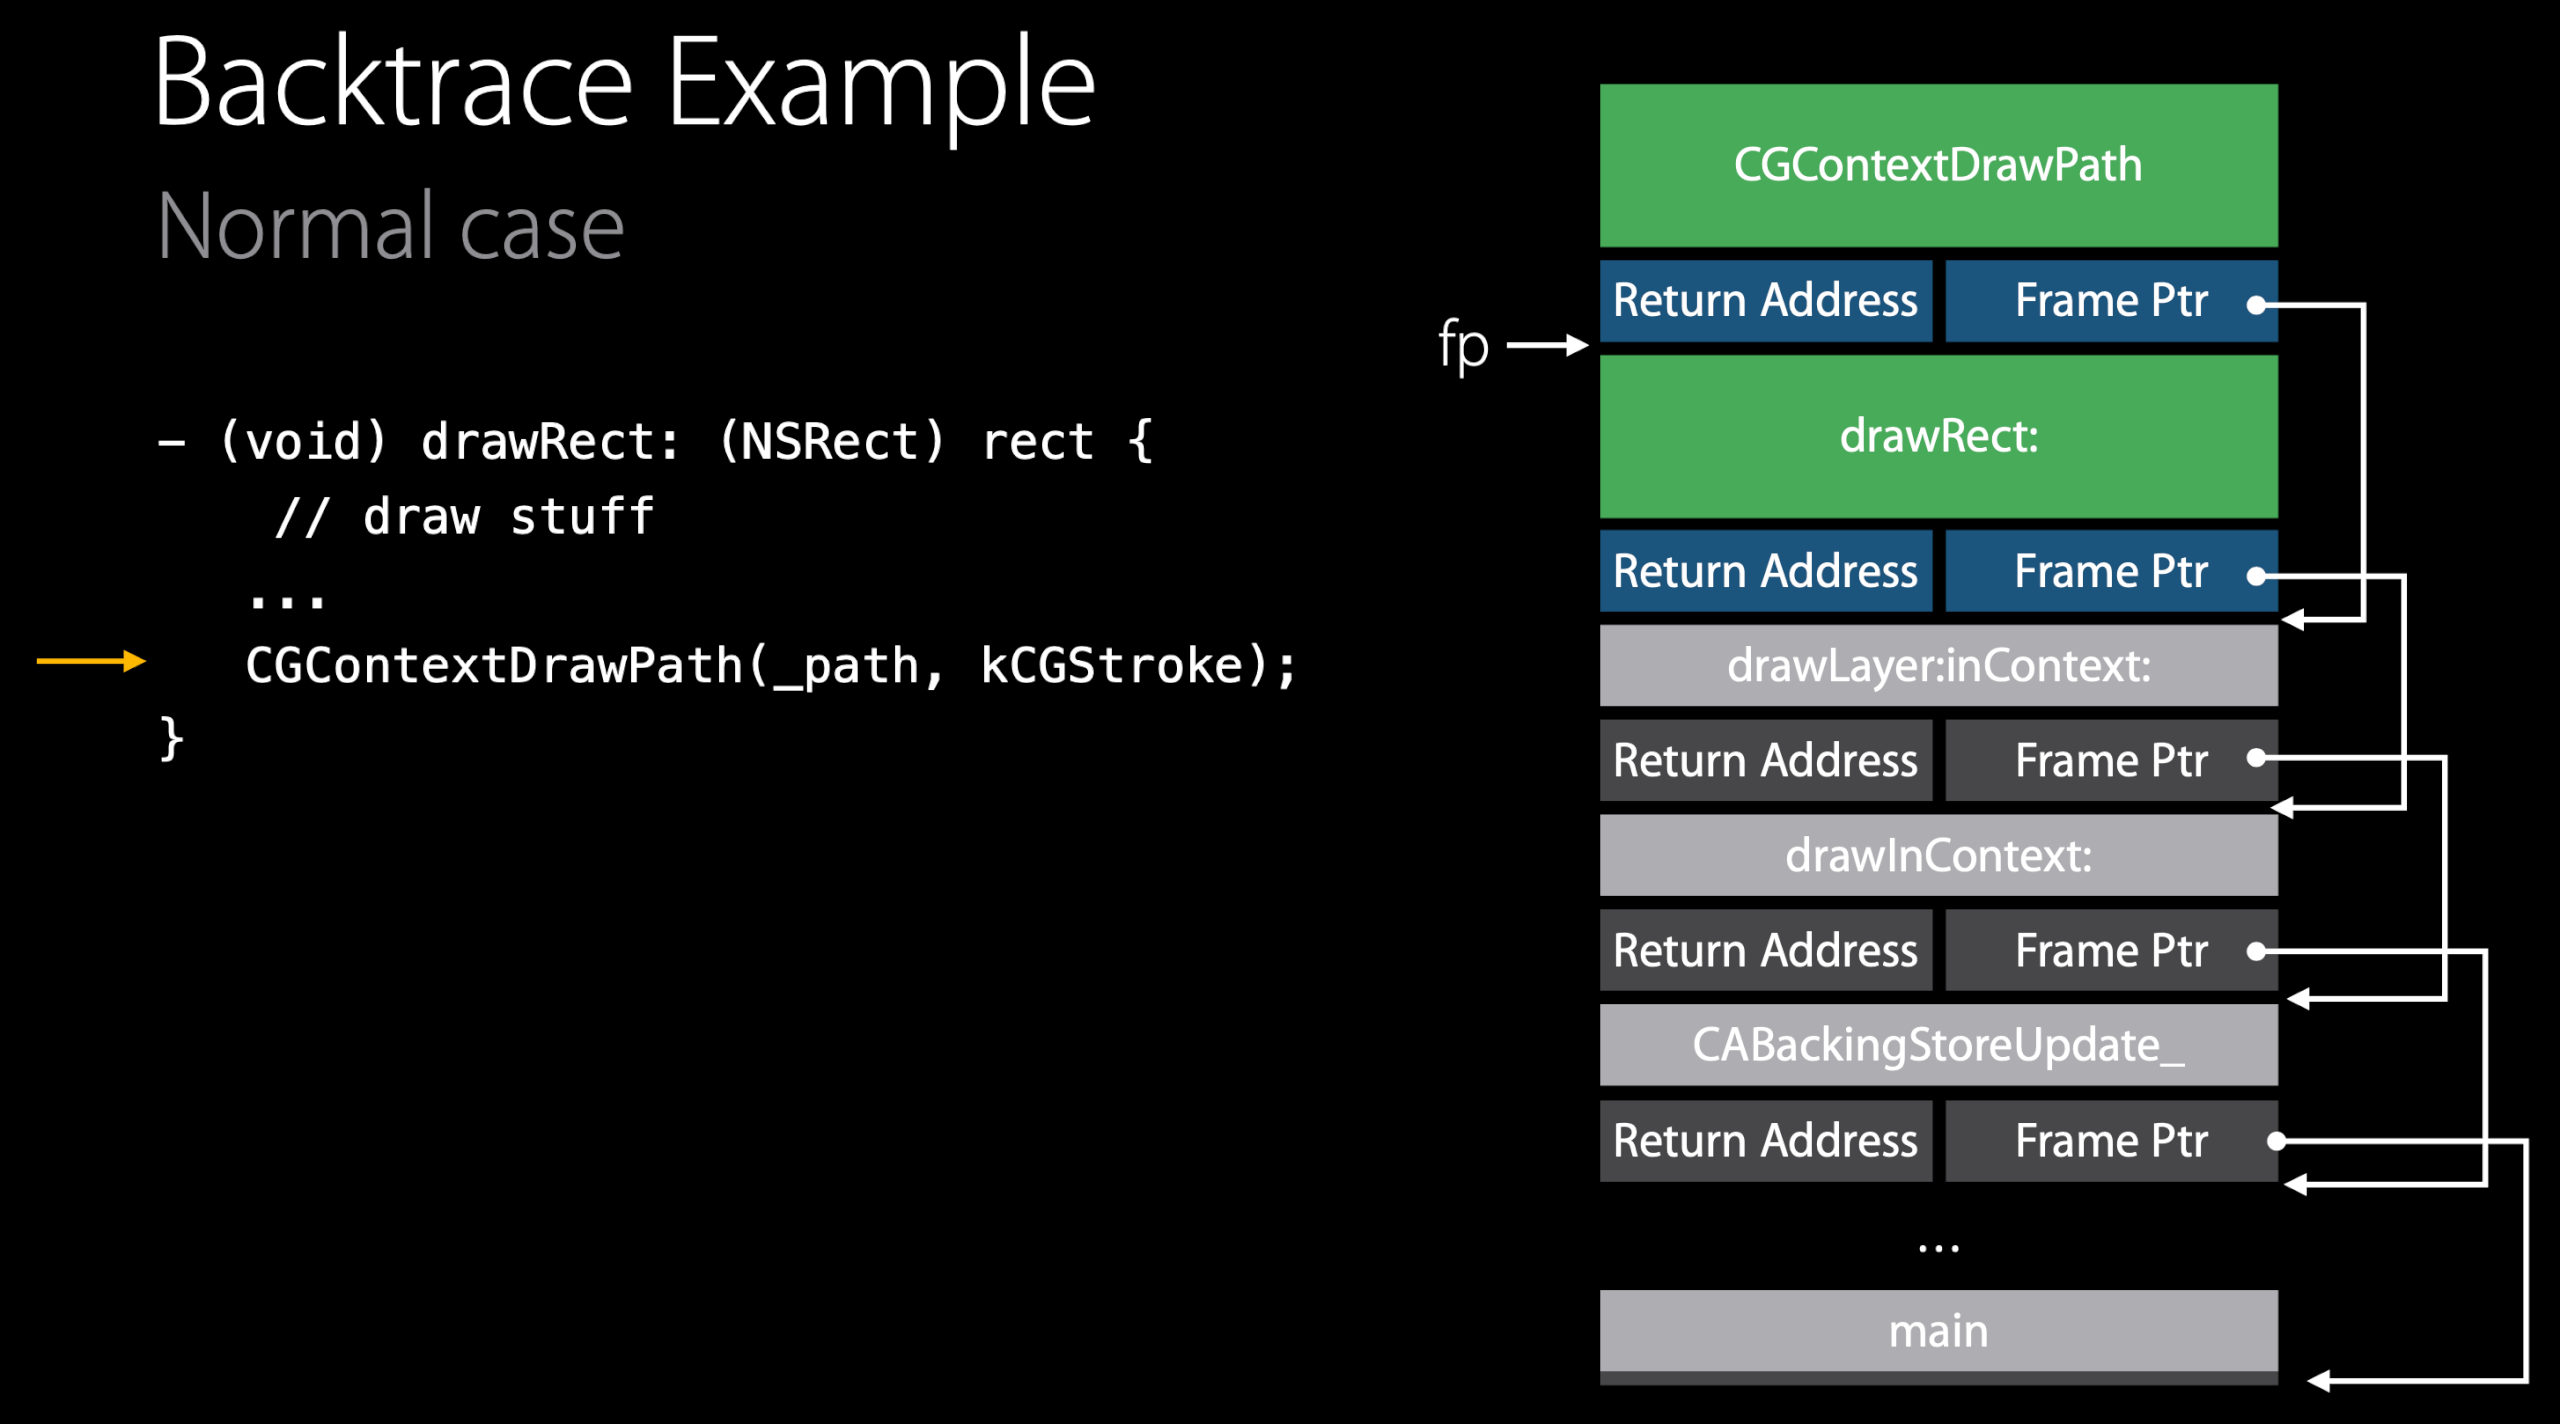 Backtrace Example
Normal case
- (void) drawRect: (NSRect) rect {
// draw stuff
...
CGContextDrawPath(_path, kCGStroke);
}
CGContextDrawPath
Return Address Frame Ptr
fp
drawRect:
Return Address Frame Ptr
drawLayer:inContext:
Return Address Frame Ptr
drawInContext:
Return Address Frame Ptr
CABackingStoreUpdate_
Return Address Frame Ptr
...
main